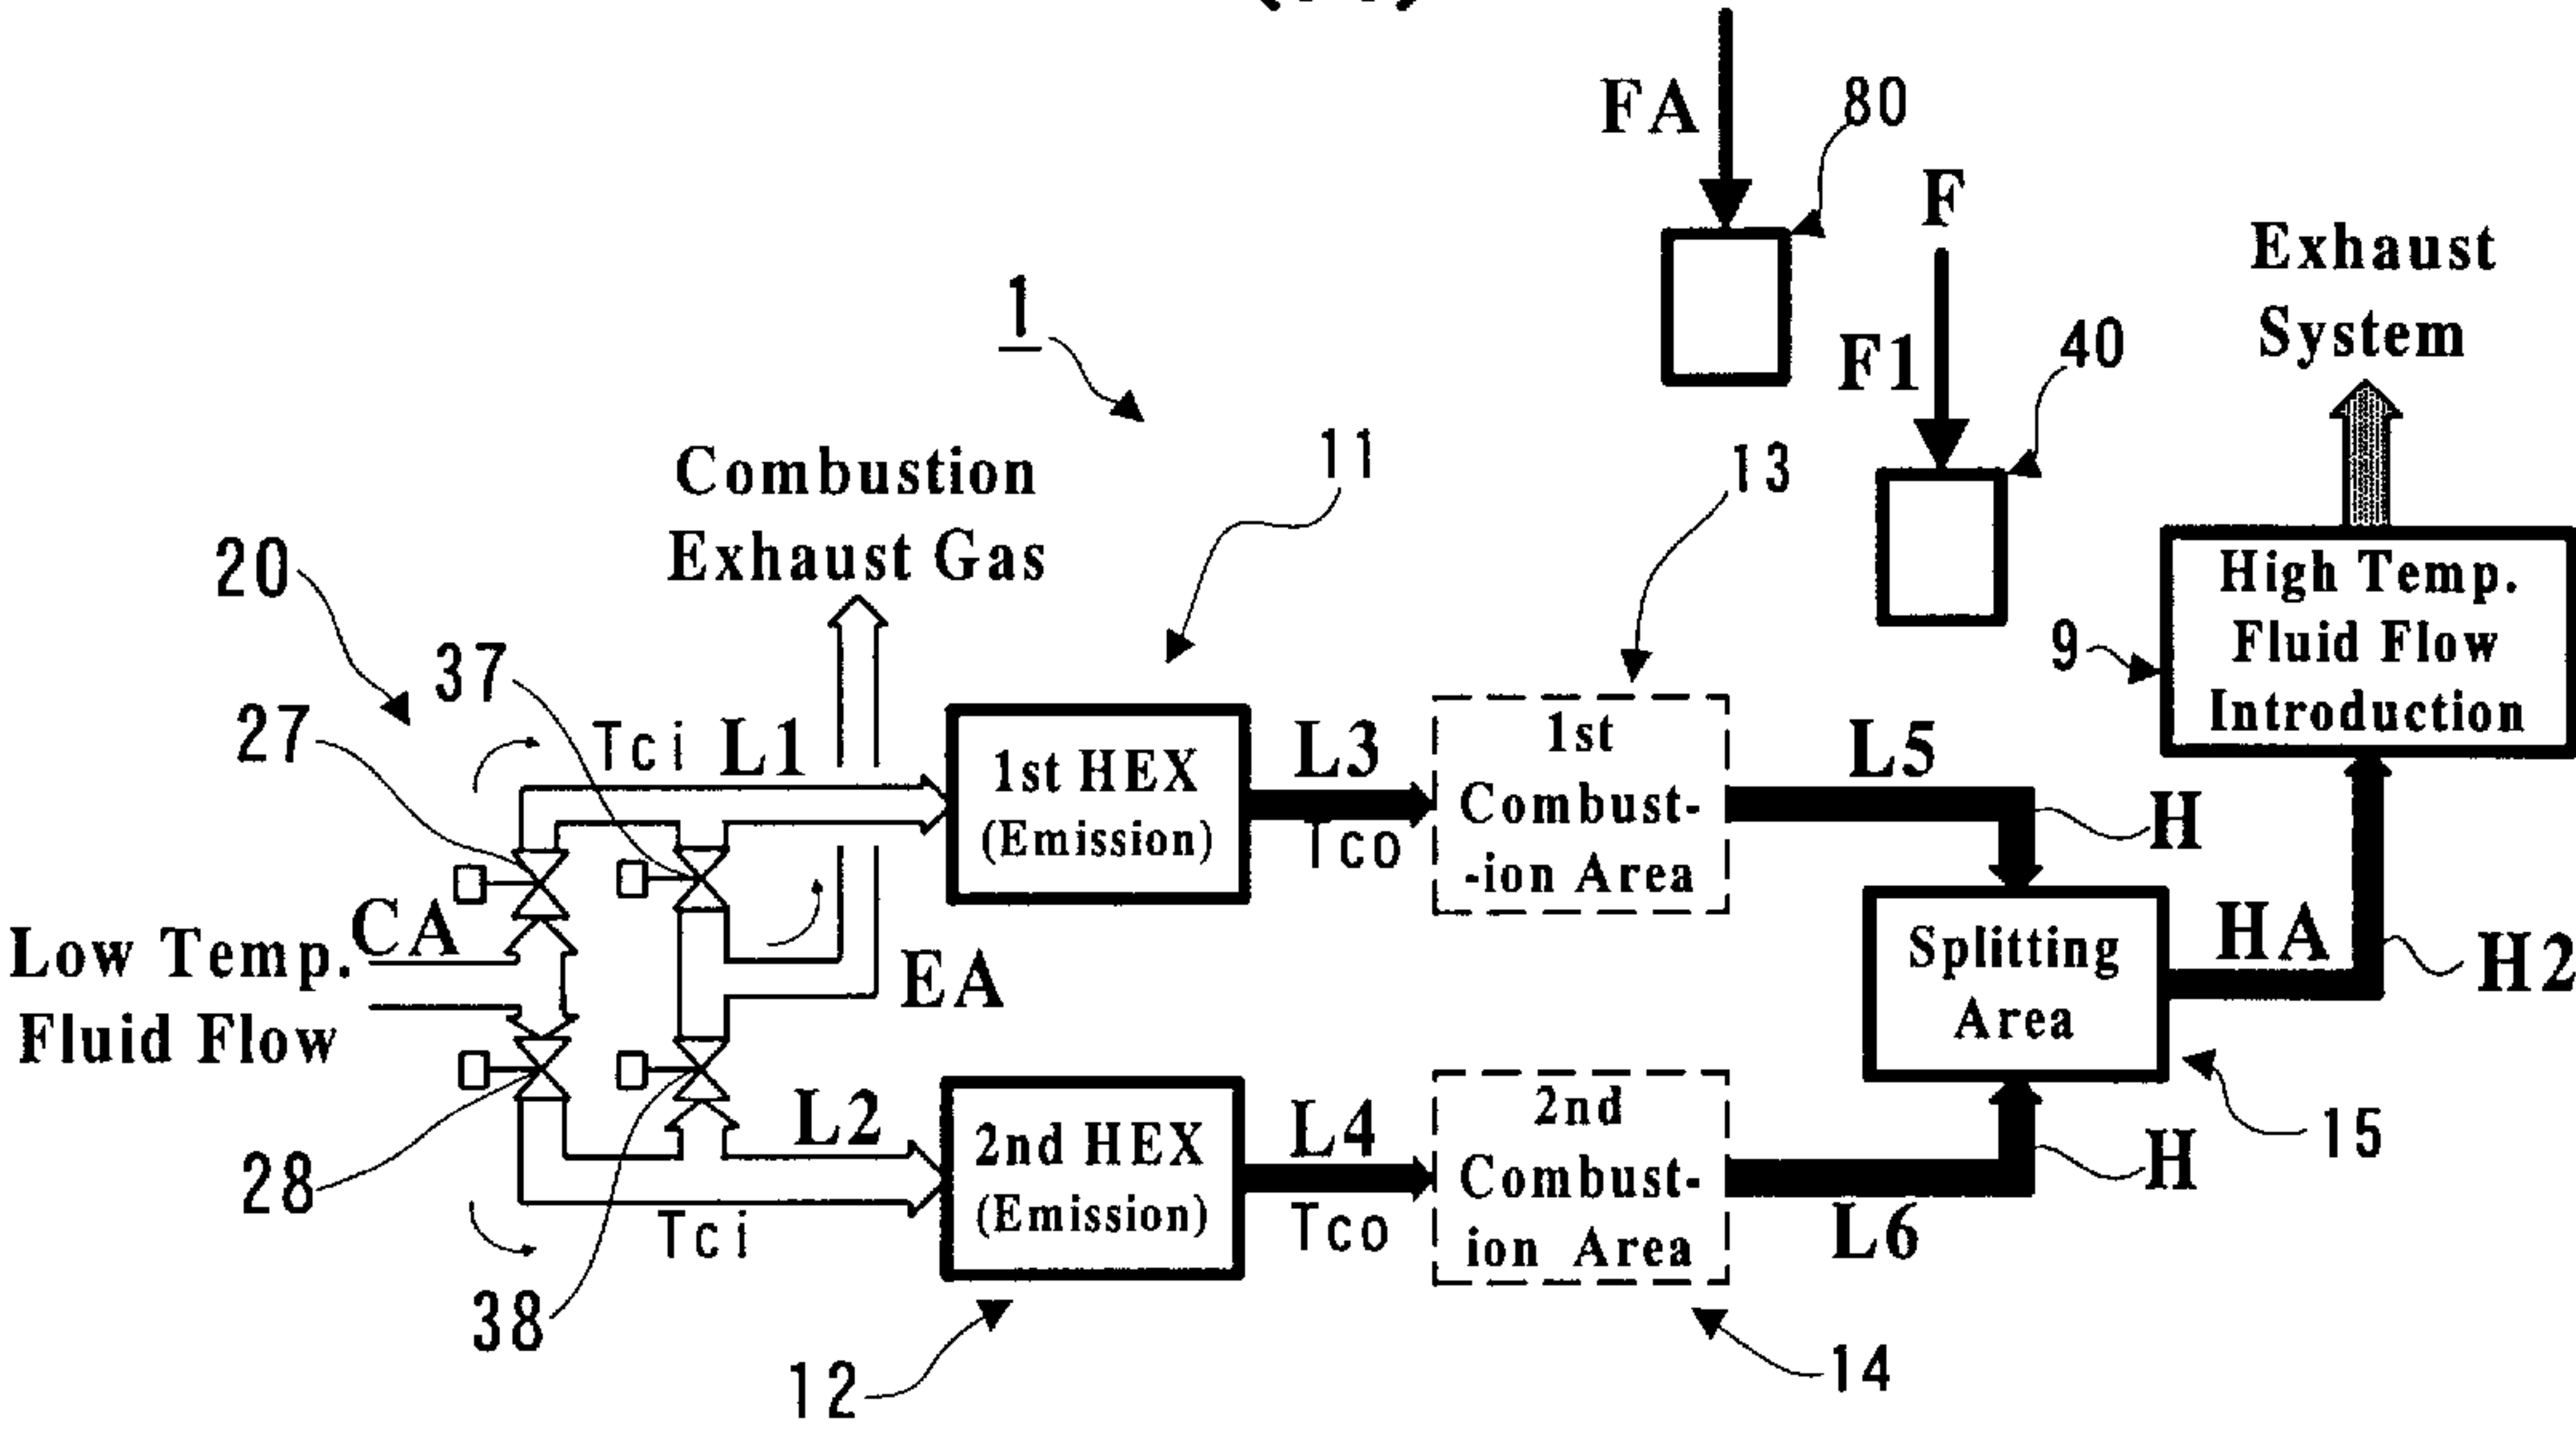 FA
80
F
Exhaust
System
1
F1
40
Combustion
Exhaust Gas
11
13
20
37
27
Tci
L1
1st HEX
(Emission)
L3
Tco
1st
Combust-
-ion Area
L5
H
9
High Temp.
Fluid Flow
Introduction
CA
Low Temp.
Fluid Flow
EA
Splitting
Area
HA
H2
28
L2
Tci
38
2nd HEX
(Emission)
L4
Tco
2nd
Combust-
ion Area
L6
H
15
12
14